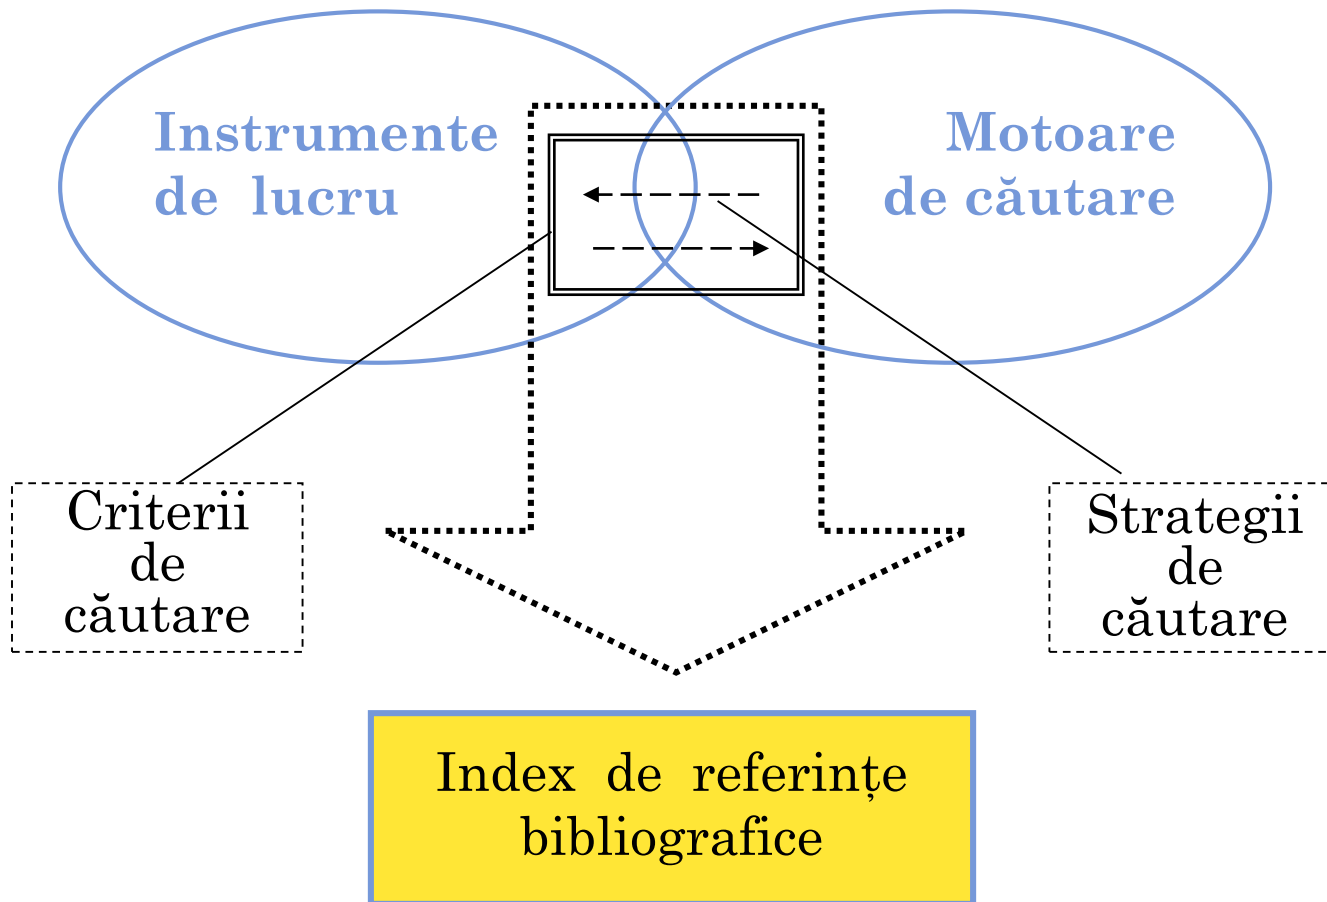 Instrumente
de lucru
Motoare
de căutare
Criterii
de
căutare
Strategii
de
căutare
Index de referințe
bibliografice